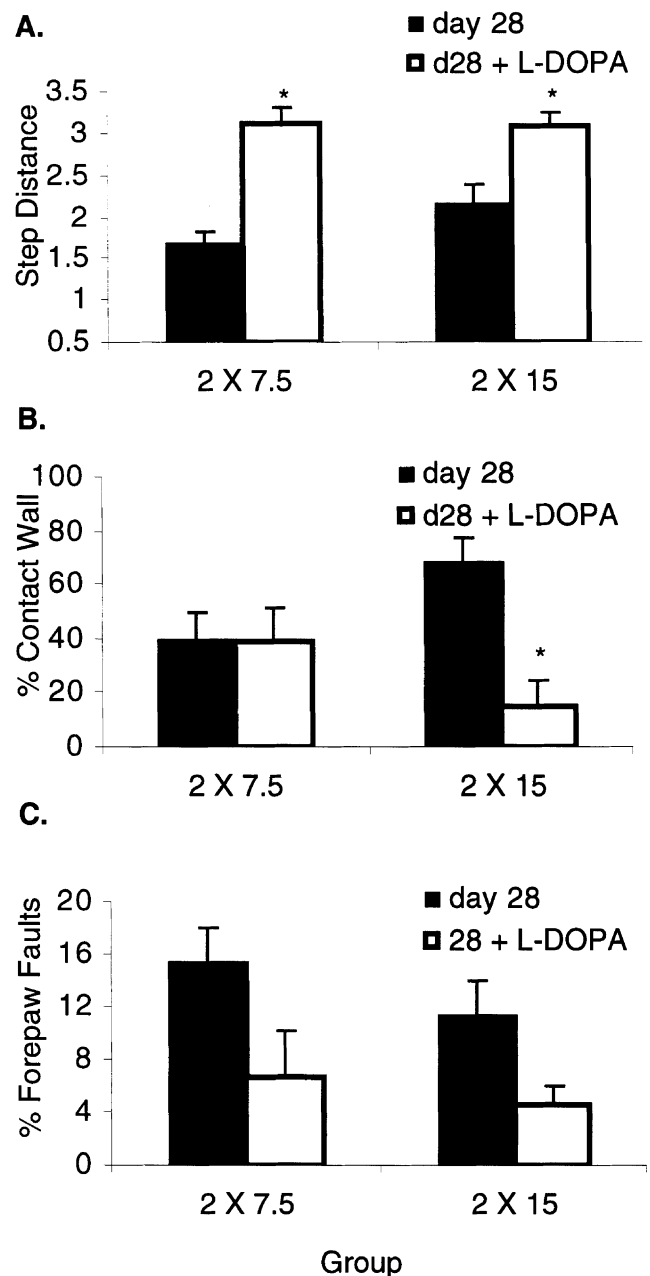 A.
day 28
d28 + L-DOPA
Step Distance
3.5
3
2.5
2
1.5
1
0.5
*
*
2 X 7.5
2 X 15
B.
day 28
d28 + L-DOPA
% Contact Wall
100
80
60
40
20
0
*
2 X 7.5
2 X 15
C.
day 28
28 + L-DOPA
% Forepaw Faults
20
16
12
8
4
0
2 X 7.5
2 X 15
Group